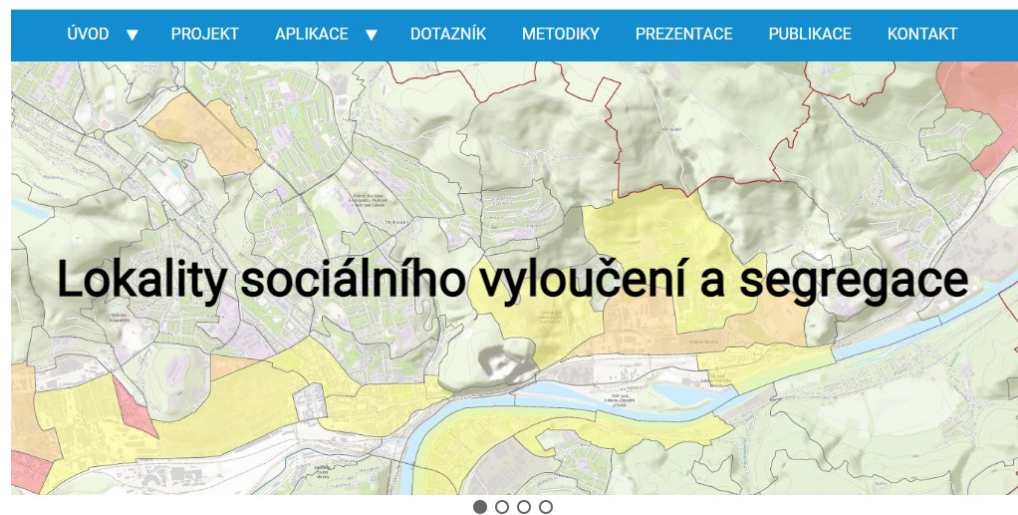 ÚVOD ▼ PROJEKT APLIKACE ▼ DOTAZNÍK METODIKY PREZENTACE PUBLIKACE KONTAKT
Lokality sociálního vyloučení a segregace